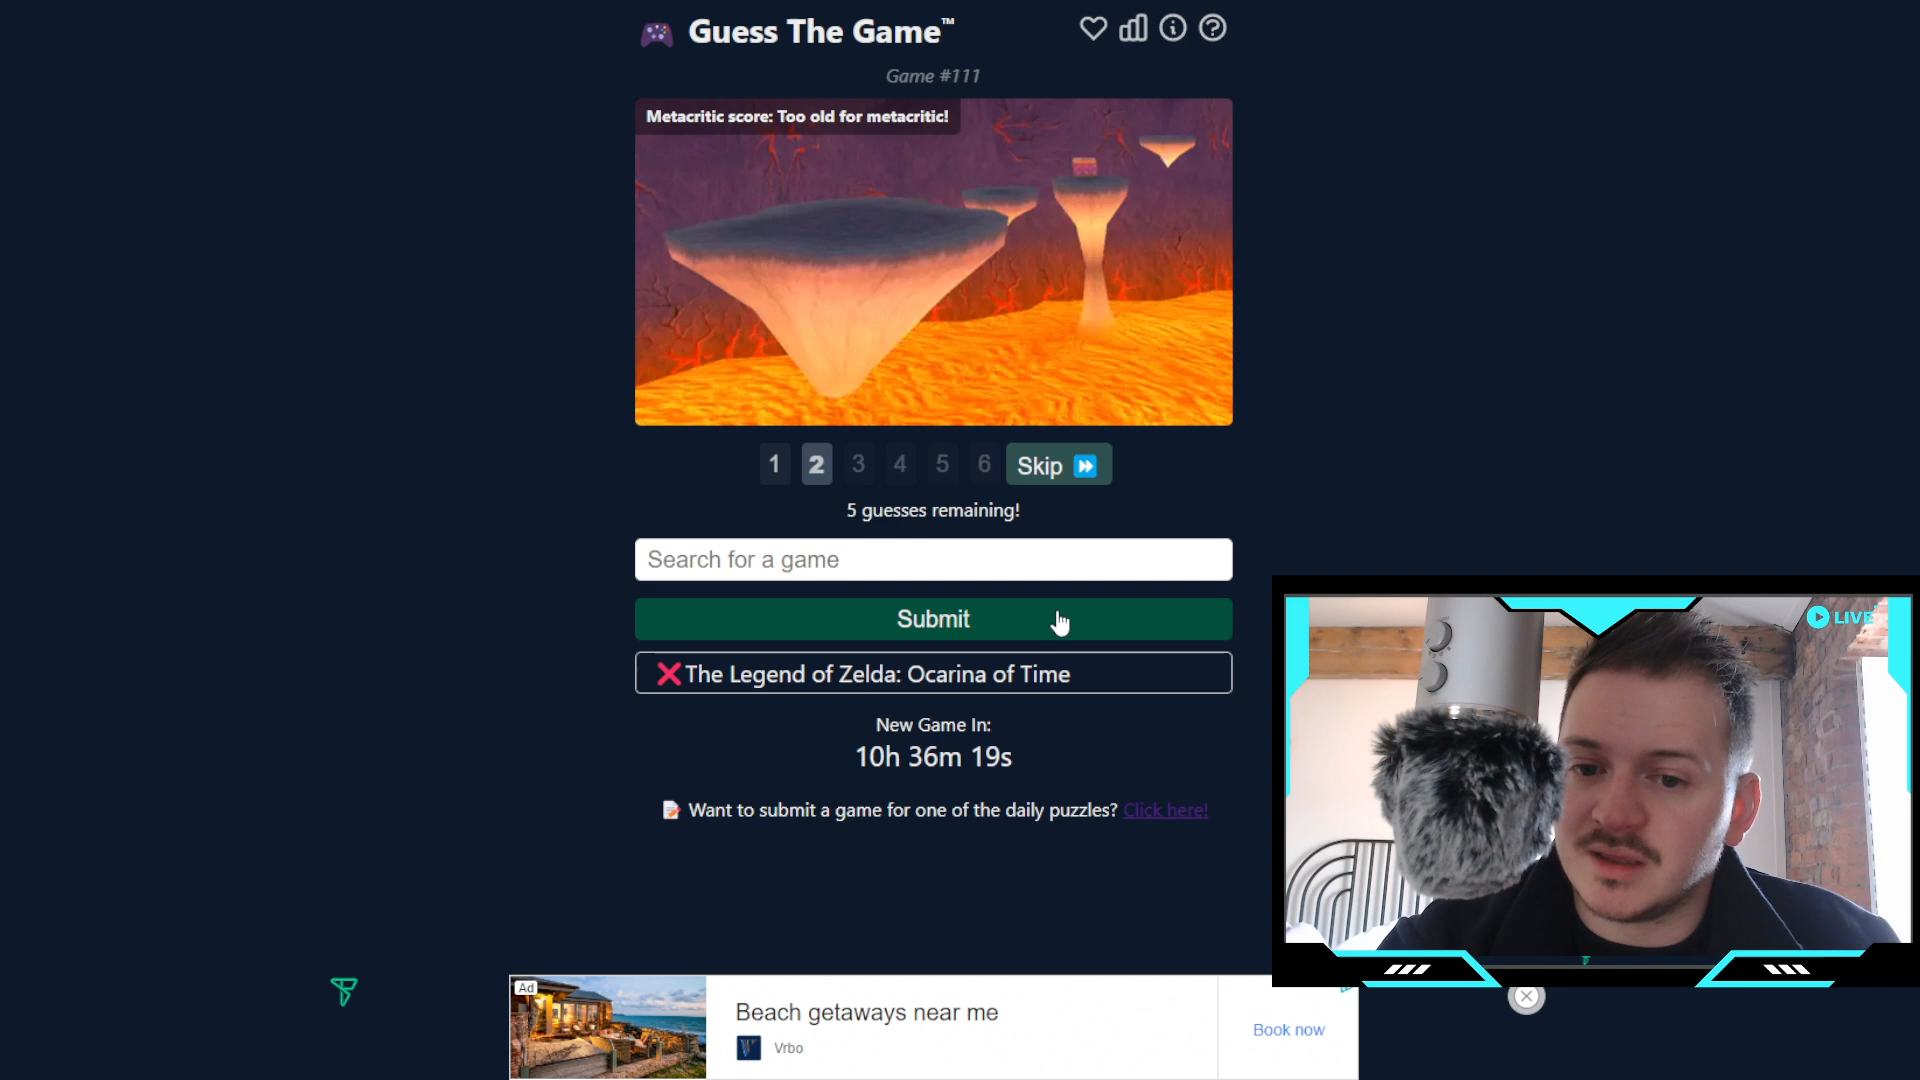 Guess The Game™
Game #111
Metacritic score: Too old for metacritic!
1 2 3 4 5 6 Skip
5 guesses remaining!
Search for a game
Submit
The Legend of Zelda: Ocarina of Time
New Game In:
10h 36m 19s
Want to submit a game for one of the daily puzzles? Click here!
LIVE
Ad
Beach getaways near me
Vrbo
Book now